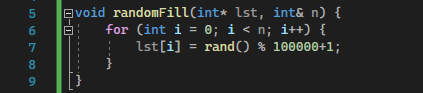 5 void randomFill(int* lst, int& n) {
6 for (int i = 0; i < n; i++) {
7 lst[i] = rand() % 100000+1;
8 }
9 }